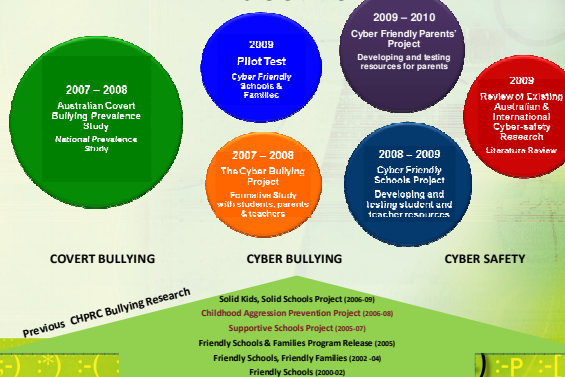 2007 – 2008
Australian Covert
Bullying Prevalence
Study
National Prevalence
Study
2009
Pilot Test
Cyber Friendly
Schools &
Families
2009 – 2010
Cyber Friendly Parents'
Project
Developing and testing
resources for parents
2009
Review of Existing
Australian &
International
Cyber-safety
Research
Literature Review
2007 – 2008
The Cyber Bullying
Project
Formative Study
with students, parents
& teachers
2008 – 2009
Cyber Friendly
Schools Project
Developing and
testing student and
teacher resources
COVERT BULLYING
CYBER BULLYING
CYBER SAFETY
Previous CHPRC Bullying Research
Solid Kids, Solid Schools Project (2006-09)
Childhood Aggression Prevention Project (2006-08)
Supportive Schools Project (2005-07)
Friendly Schools & Families Program Release (2005)
Friendly Schools, Friendly Families (2002 -04)
Friendly Schools (2000-02)
:-) :*) :-( :-P /:-[